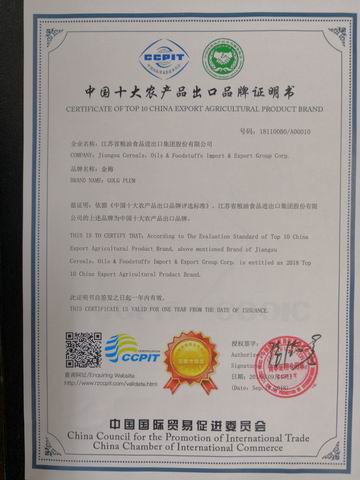 CCPIT
中国十大农产品出口品牌证明书
CERTIFICATE OF TOP 10 CHINA EXPORT AGRICULTURAL PRODUCT BRAND
号码: 18110086/A00010
企业名称: 江苏省粮油食品进出口集团股份有限公司
COMPANY: Jiangsu Cereals, Oils & Foodstuffs Import & Export Group Corp.
品牌名称: 金梅
BRAND NAME: GOLG PLUM
兹证明: 依据《中国十大农产品出口品牌评选标准》, 江苏省粮油食品进出口集团股份有限公司
的上述品牌为中国十大农产品出口品牌。
THIS IS TO CERTIFY THAT: According to The Evaluation Standard of Top 10 China
Export Agricultural Product Brand, above mentioned Brand of Jiangsu
Cereals, Oils & Foodstuffs Import & Export Group Corp. is entitled as 2018 Top
10 China Export Agricultural Product Brand.
此证明书自签发之日起一年内有效。
THIS CERTIFICATE IS VALID FOR ONE YEAR FROM THE DATE OF ISSUANCE.
CCPIT
查询网址/Enquiring Website
http://www.rccpit.com/validate.html
授权签字:
Authorized
Signature
日期:
(Date: Sep. 2018)
中国国际贸易促进委员会
China Council for the Promotion of International Trade
China Chamber of International Commerce